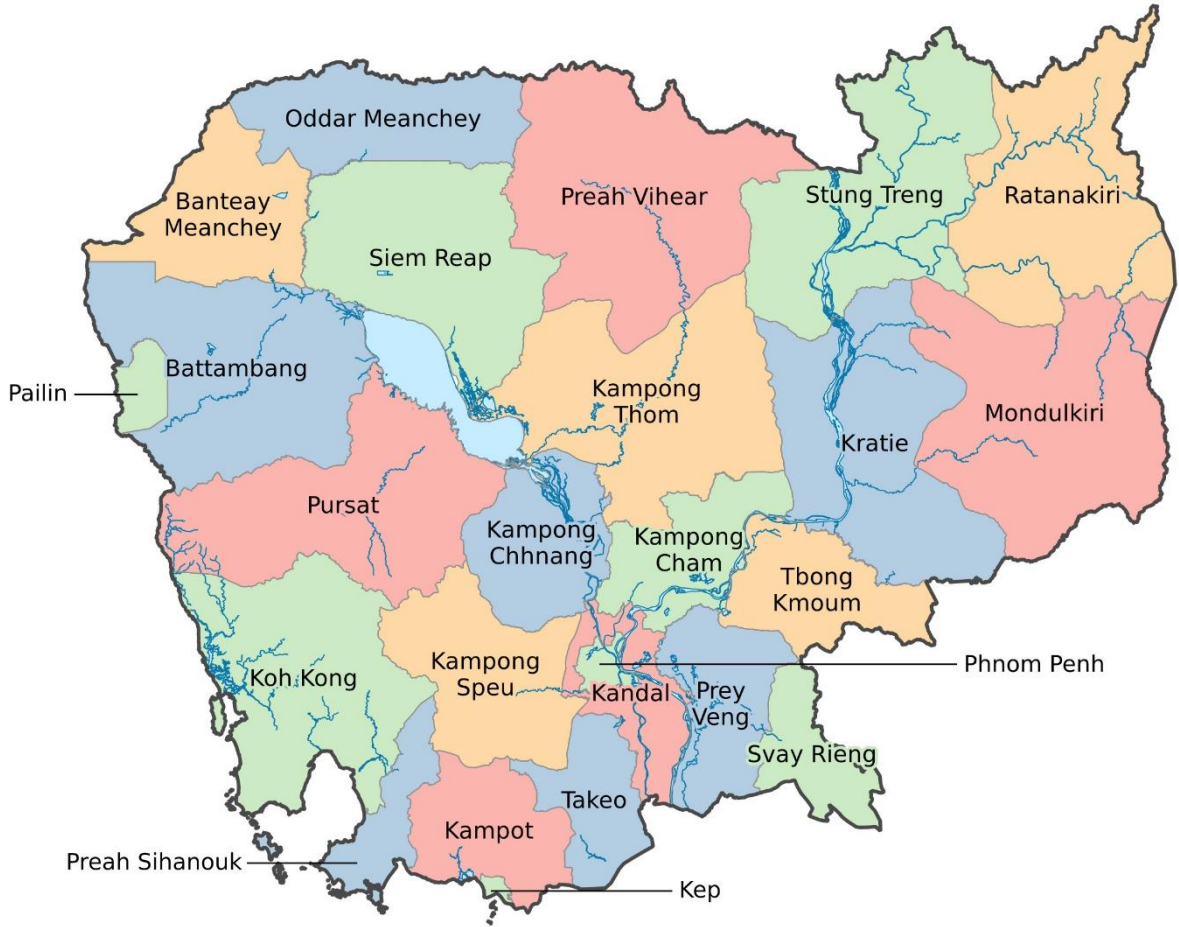 Oddar Meanchey
Banteay
Meanchey
Preah Vihear
Stung Treng
Ratanakiri
Siem Reap
Battambang
Pailin
Kampong
Thom
Mondulkiri
Kratie
Pursat
Kampong
Chhnang
Kampong
Cham
Tbong
Kmoum
Koh Kong
Kampong
Speu
Phnom Penh
Kandal
Prey
Veng
Svay Rieng
Takeo
Kampot
Preah Sihanouk
Kep